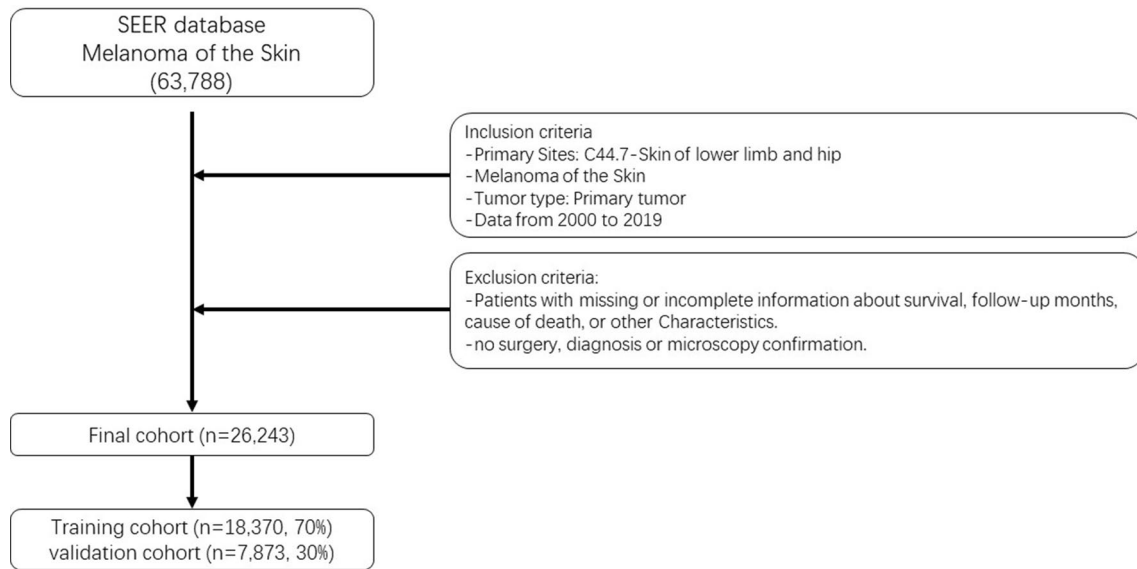 SEER database
Melanoma of the Skin
(63,788)
Inclusion criteria
-Primary Sites: C44.7-Skin of lower limb and hip
-Melanoma of the Skin
-Tumor type: Primary tumor
-Data from 2000 to 2019
Exclusion criteria:
-Patients with missing or incomplete information about survival, follow-up months,
cause of death, or other Characteristics.
-no surgery, diagnosis or microscopy confirmation.
Final cohort (n=26,243)
Training cohort (n=18,370, 70%)
validation cohort (n=7,873, 30%)